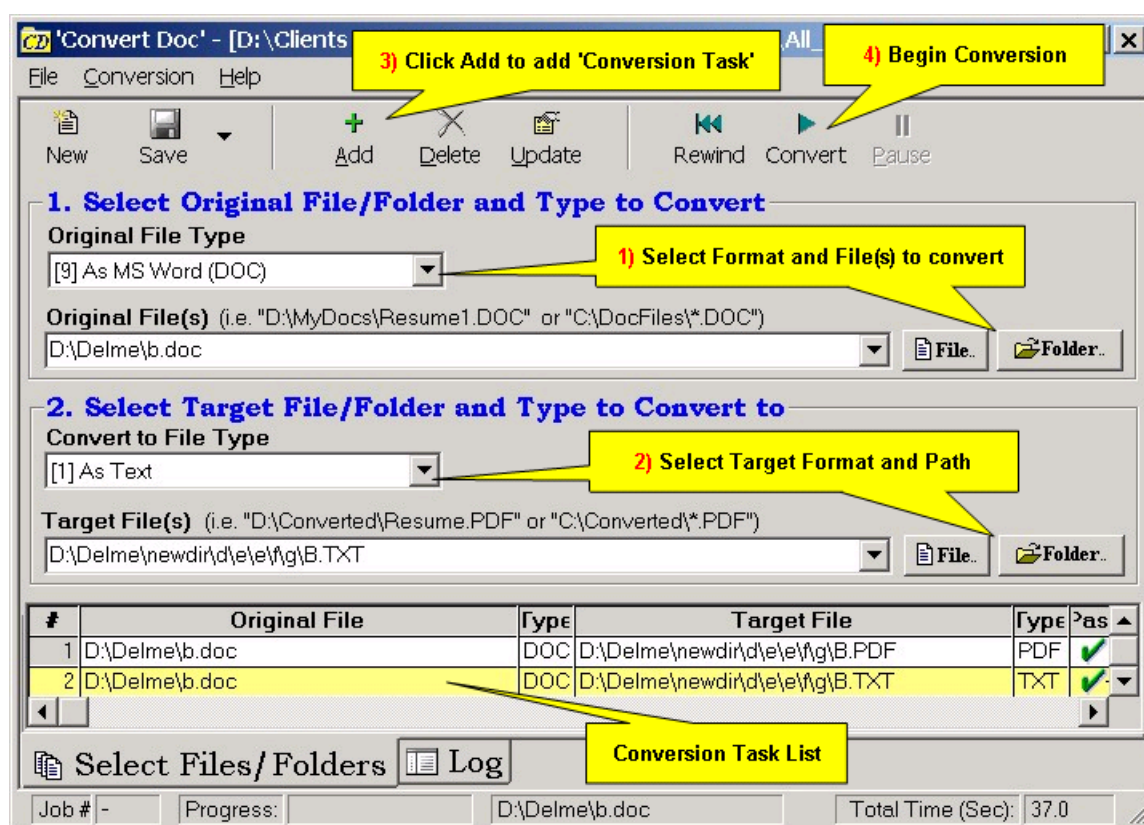 'Convert Doc' - [D:\Clients \All_
3) Click Add to add 'Conversion Task'
4) Begin Conversion
File Conversion Help
New Save Add Delete Update Rewind Convert Pause
1. Select Original File/Folder and Type to Convert
Original File Type
[9] As MS Word (DOC)
1) Select Format and File(s) to convert
Original File(s) (i.e. "D:\MyDocs\Resume1.DOC" or "C:\DocFiles\*.DOC")
D:\Delme\b.doc File.. Folder..
2. Select Target File/Folder and Type to Convert to
Convert to File Type
[1] As Text
2) Select Target Format and Path
Target File(s) (i.e. "D:\Converted\Resume.PDF" or "C:\Converted\*.PDF")
D:\Delme\newdir\d\e\e\f\g\B.TXT File.. Folder..
# Original File Type Target File Type Pas
1 D:\Delme\b.doc DOC D:\Delme\newdir\d\e\e\f\g\B.PDF PDF
2 D:\Delme\b.doc DOC D:\Delme\newdir\d\e\e\f\g\B.TXT TXT
Conversion Task List
Select Files/Folders Log
Job # - Progress: D:\Delme\b.doc Total Time (Sec): 37.0